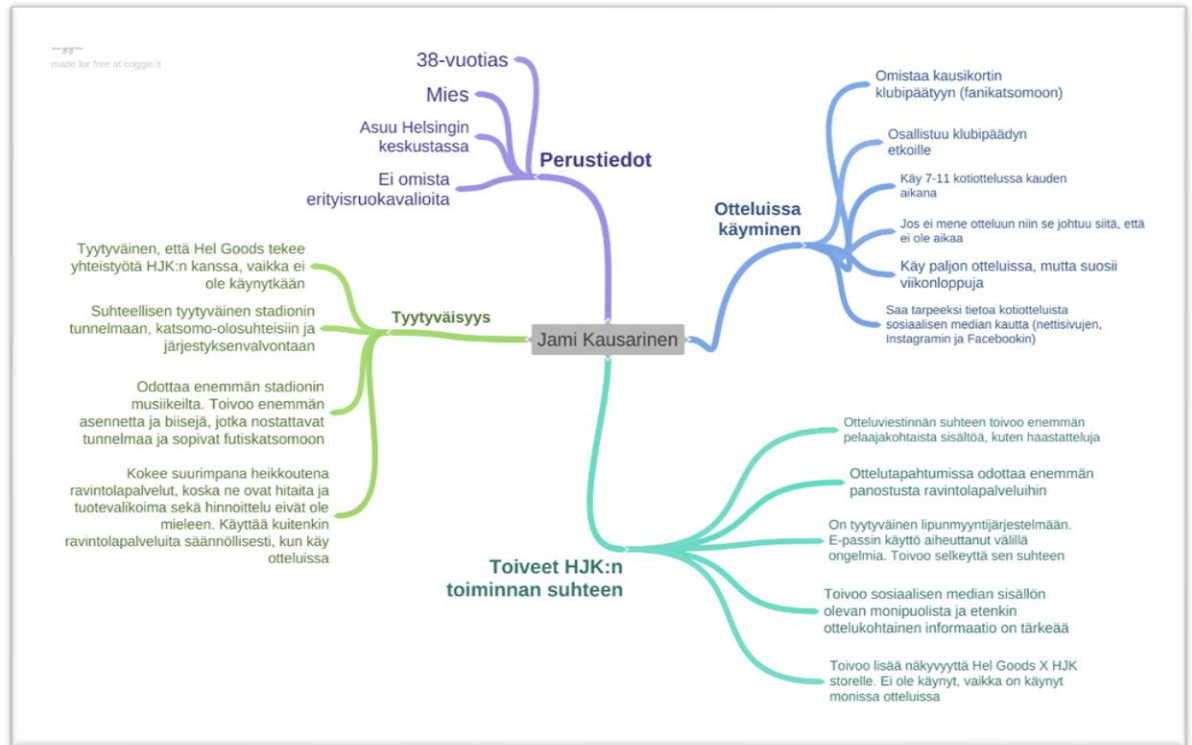 made for free at coggle.it
38-vuotias
Mies
Asuu Helsingin
keskustassa
Ei omista
erityisruokavalioita
Perustiedot
Omistaa kausikortin
klubipäätyyn (fanikatsomoon)
Osallistuu klubipäädyn
etkoille
Käy 7-11 kotiottelussa kauden
aikana
Jos ei mene otteluun niin se johtuu siitä, että
ei ole aikaa
Käy paljon otteluissa, mutta suosii
viikonloppuja
Saa tarpeeksi tietoa kotiotteluista
sosiaalisen median kautta (nettisivujen,
Instagramin ja Facebookin)
Otteluissa
käyminen
Tyytyväinen, että Hel Goods tekee
yhteistyötä HJK:n kanssa, vaikka ei
ole käynytkään
Suhteellisen tyytyväinen stadionin
tunnelmaan, katsomo-olosuhteisiin ja
järjestyksenvalvontaan
Odottaa enemmän stadionin
musiikeilta. Toivoo enemmän
asennetta ja biisejä, jotka nostattavat
tunnelmaa ja sopivat futiskatsomoon
Kokee suurimpana heikkoutena
ravintolapalvelut, koska ne ovat hitaita ja
tuotevalikoima sekä hinnoittelu eivät ole
mieleen. Käyttää kuitenkin
ravintolapalveluita säännöllisesti, kun käy
otteluissa
Tyytyväisyys
Jami Kausarinen
Otteluviestinnän suhteen toivoo enemmän
pelaajakohtaista sisältöä, kuten haastatteluja
Ottelutapahtumissa odottaa enemmän
panostusta ravintolapalveluihin
On tyytyväinen lipunmyyntijärjestelmään.
E-passin käyttö aiheuttanut välillä
ongelmia. Toivoo selkeyttä sen suhteen
Toivoo sosiaalisen median sisällön
olevan monipuolista ja etenkin
ottelukohtainen informaatio on tärkeää
Toivoo lisää näkyvyyttä Hel Goods X HJK
storelle. Ei ole käynyt, vaikka on käynyt
monissa otteluissa
Toiveet HJK:n
toiminnan suhteen